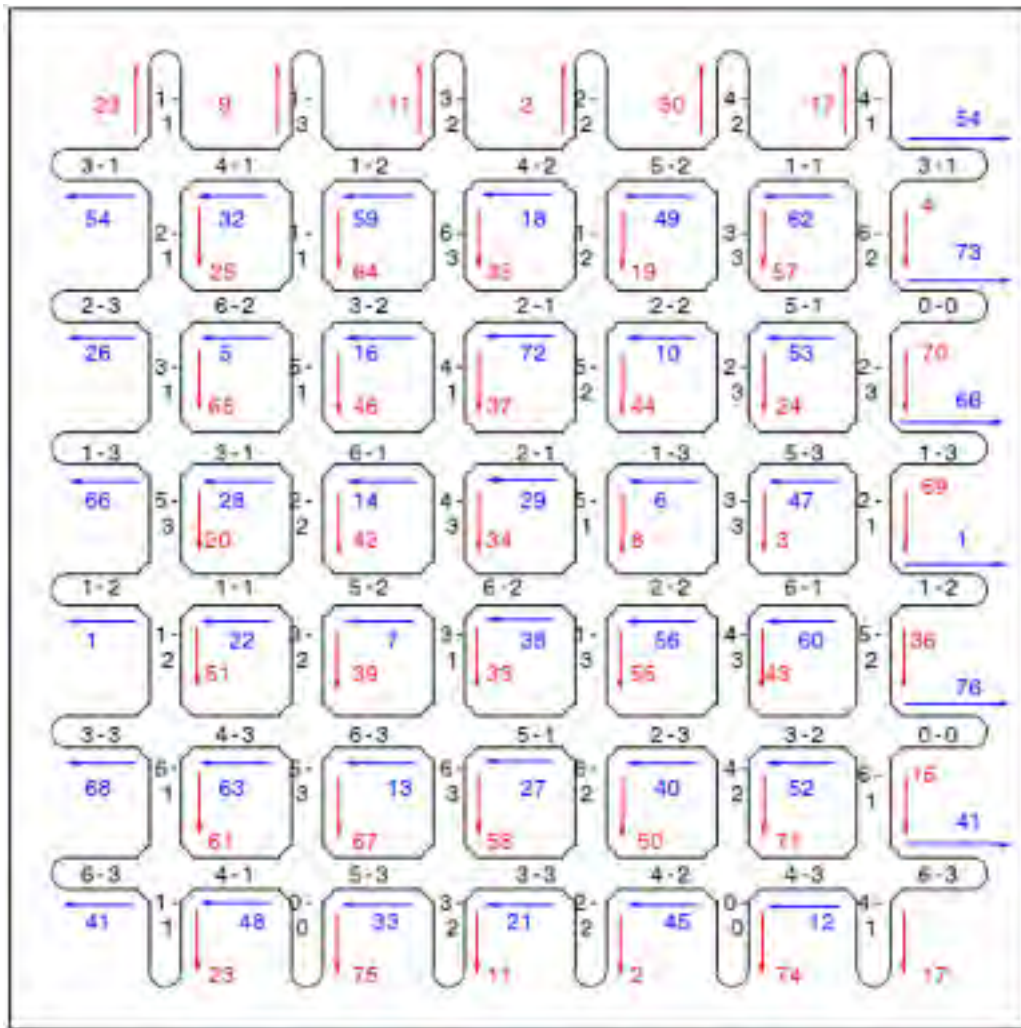 54
23 1- 9 1- 11 3- 2 2- 30 4- 17 4-
1 3 2 2 2 1
3-1 4-1 1-2 4-2 5-2 1-1 3-1
4
54 32 59 18 49 62
2- 1- 6- 1- 3- 6- 73
1 25 1 64 3 35 2 19 3 57 2
2-3 6-2 3-2 2-1 2-2 5-1 0-0
26 5 16 72 10 53 70
3- 5- 4- 5- 2- 2-
1 65 1 46 1 37 2 44 3 24 3 66
1-3 3-1 6-1 2-1 1-3 5-3 1-3
69
66 5- 28 2- 14 4- 29 5- 6 3- 47 2-
3 20 2 42 3 34 1 8 3 3 1 1
1-2 1-1 5-2 6-2 2-2 6-1 1-2
1 1- 22 3- 7 3- 38 1- 56 4- 60 5- 36
2 51 2 39 1 35 3 55 3 43 2
76
3-3 4-3 6-3 5-1 2-3 3-2 0-0
6- 5- 6- 6- 4- 6- 15
68 1 63 3 13 3 27 2 40 2 52 1
61 67 58 50 71 41
6-3 4-1 5-3 3-3 4-2 4-3 6-3
41 1- 48 0- 33 3- 21 2- 45 0- 12 4-
1 0 2 2 0 1
23 75 11 2 74 17